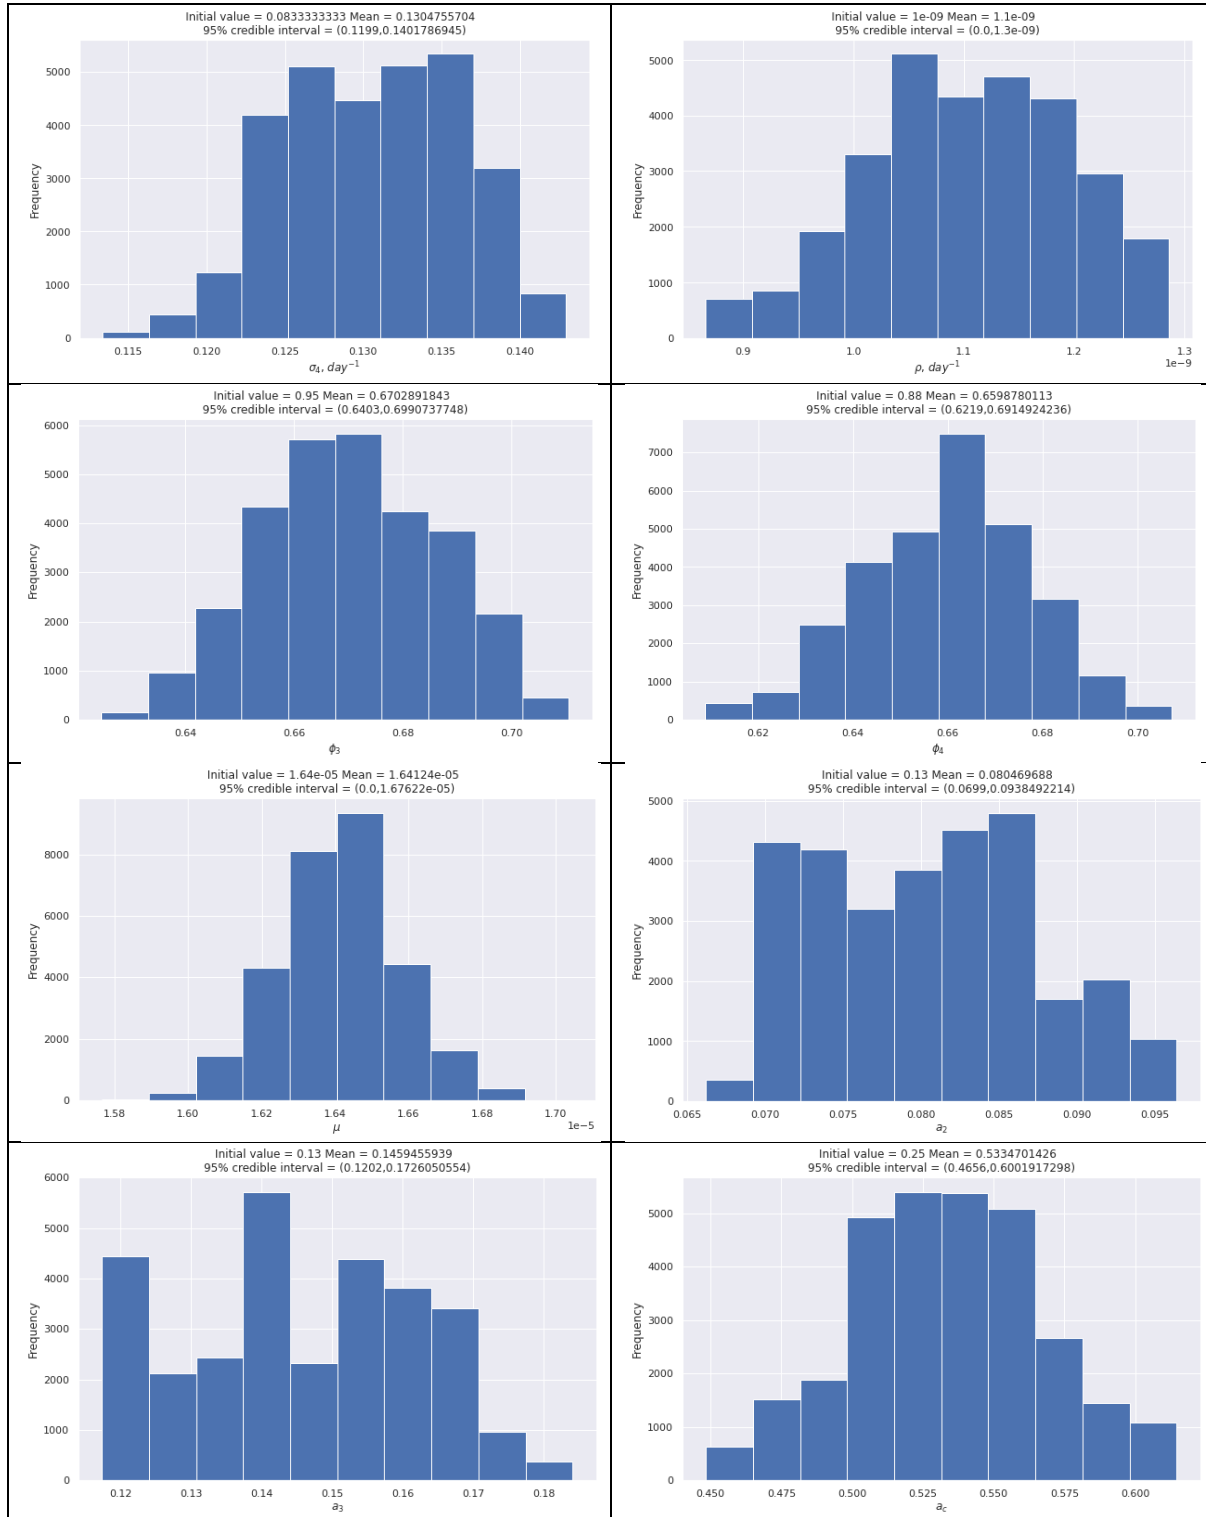 Initial value = 0.0833333333 Mean = 0.1304755704
95% credible interval = (0.1199,0.1401786945)
5000
4000
3000
2000
1000
0
Frequency
0.115 0.120 0.125 0.130 0.135 0.140
σ₄, day⁻¹
Initial value = 1e-09 Mean = 1.1e-09
95% credible interval = (0.0,1.3e-09)
5000
4000
3000
2000
1000
0
Frequency
0.9 1.0 1.1 1.2 1.3
1e−9
ρ, day⁻¹
Initial value = 0.95 Mean = 0.6702891843
95% credible interval = (0.6403,0.6990737748)
6000
5000
4000
3000
2000
1000
0
Frequency
0.64 0.66 0.68 0.70
ϕ₃
Initial value = 0.88 Mean = 0.6598780113
95% credible interval = (0.6219,0.6914924236)
7000
6000
5000
4000
3000
2000
1000
0
Frequency
0.62 0.64 0.66 0.68 0.70
ϕ₄
Initial value = 1.64e-05 Mean = 1.64124e-05
95% credible interval = (0.0,1.67622e-05)
8000
6000
4000
2000
0
Frequency
1.58 1.60 1.62 1.64 1.66 1.68 1.70
1e−5
μ
Initial value = 0.13 Mean = 0.080469688
95% credible interval = (0.0699,0.0938492214)
5000
4000
3000
2000
1000
0
Frequency
0.065 0.070 0.075 0.080 0.085 0.090 0.095
a₂
Initial value = 0.13 Mean = 0.1459455939
95% credible interval = (0.1202,0.1726050554)
6000
5000
4000
3000
2000
1000
0
Frequency
0.12 0.13 0.14 0.15 0.16 0.17 0.18
a₃
Initial value = 0.25 Mean = 0.5334701426
95% credible interval = (0.4656,0.6001917298)
5000
4000
3000
2000
1000
0
Frequency
0.450 0.475 0.500 0.525 0.550 0.575 0.600
a_c